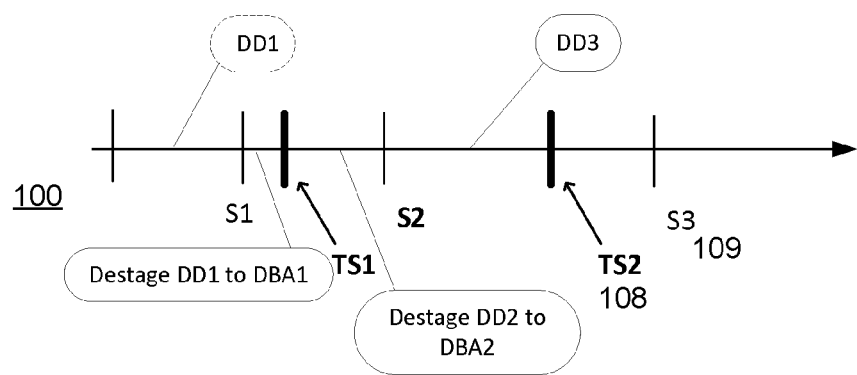 DD1
DD3
100
S1
S2
S3
109
TS1
TS2
108
Destage DD1 to DBA1
Destage DD2 to
DBA2